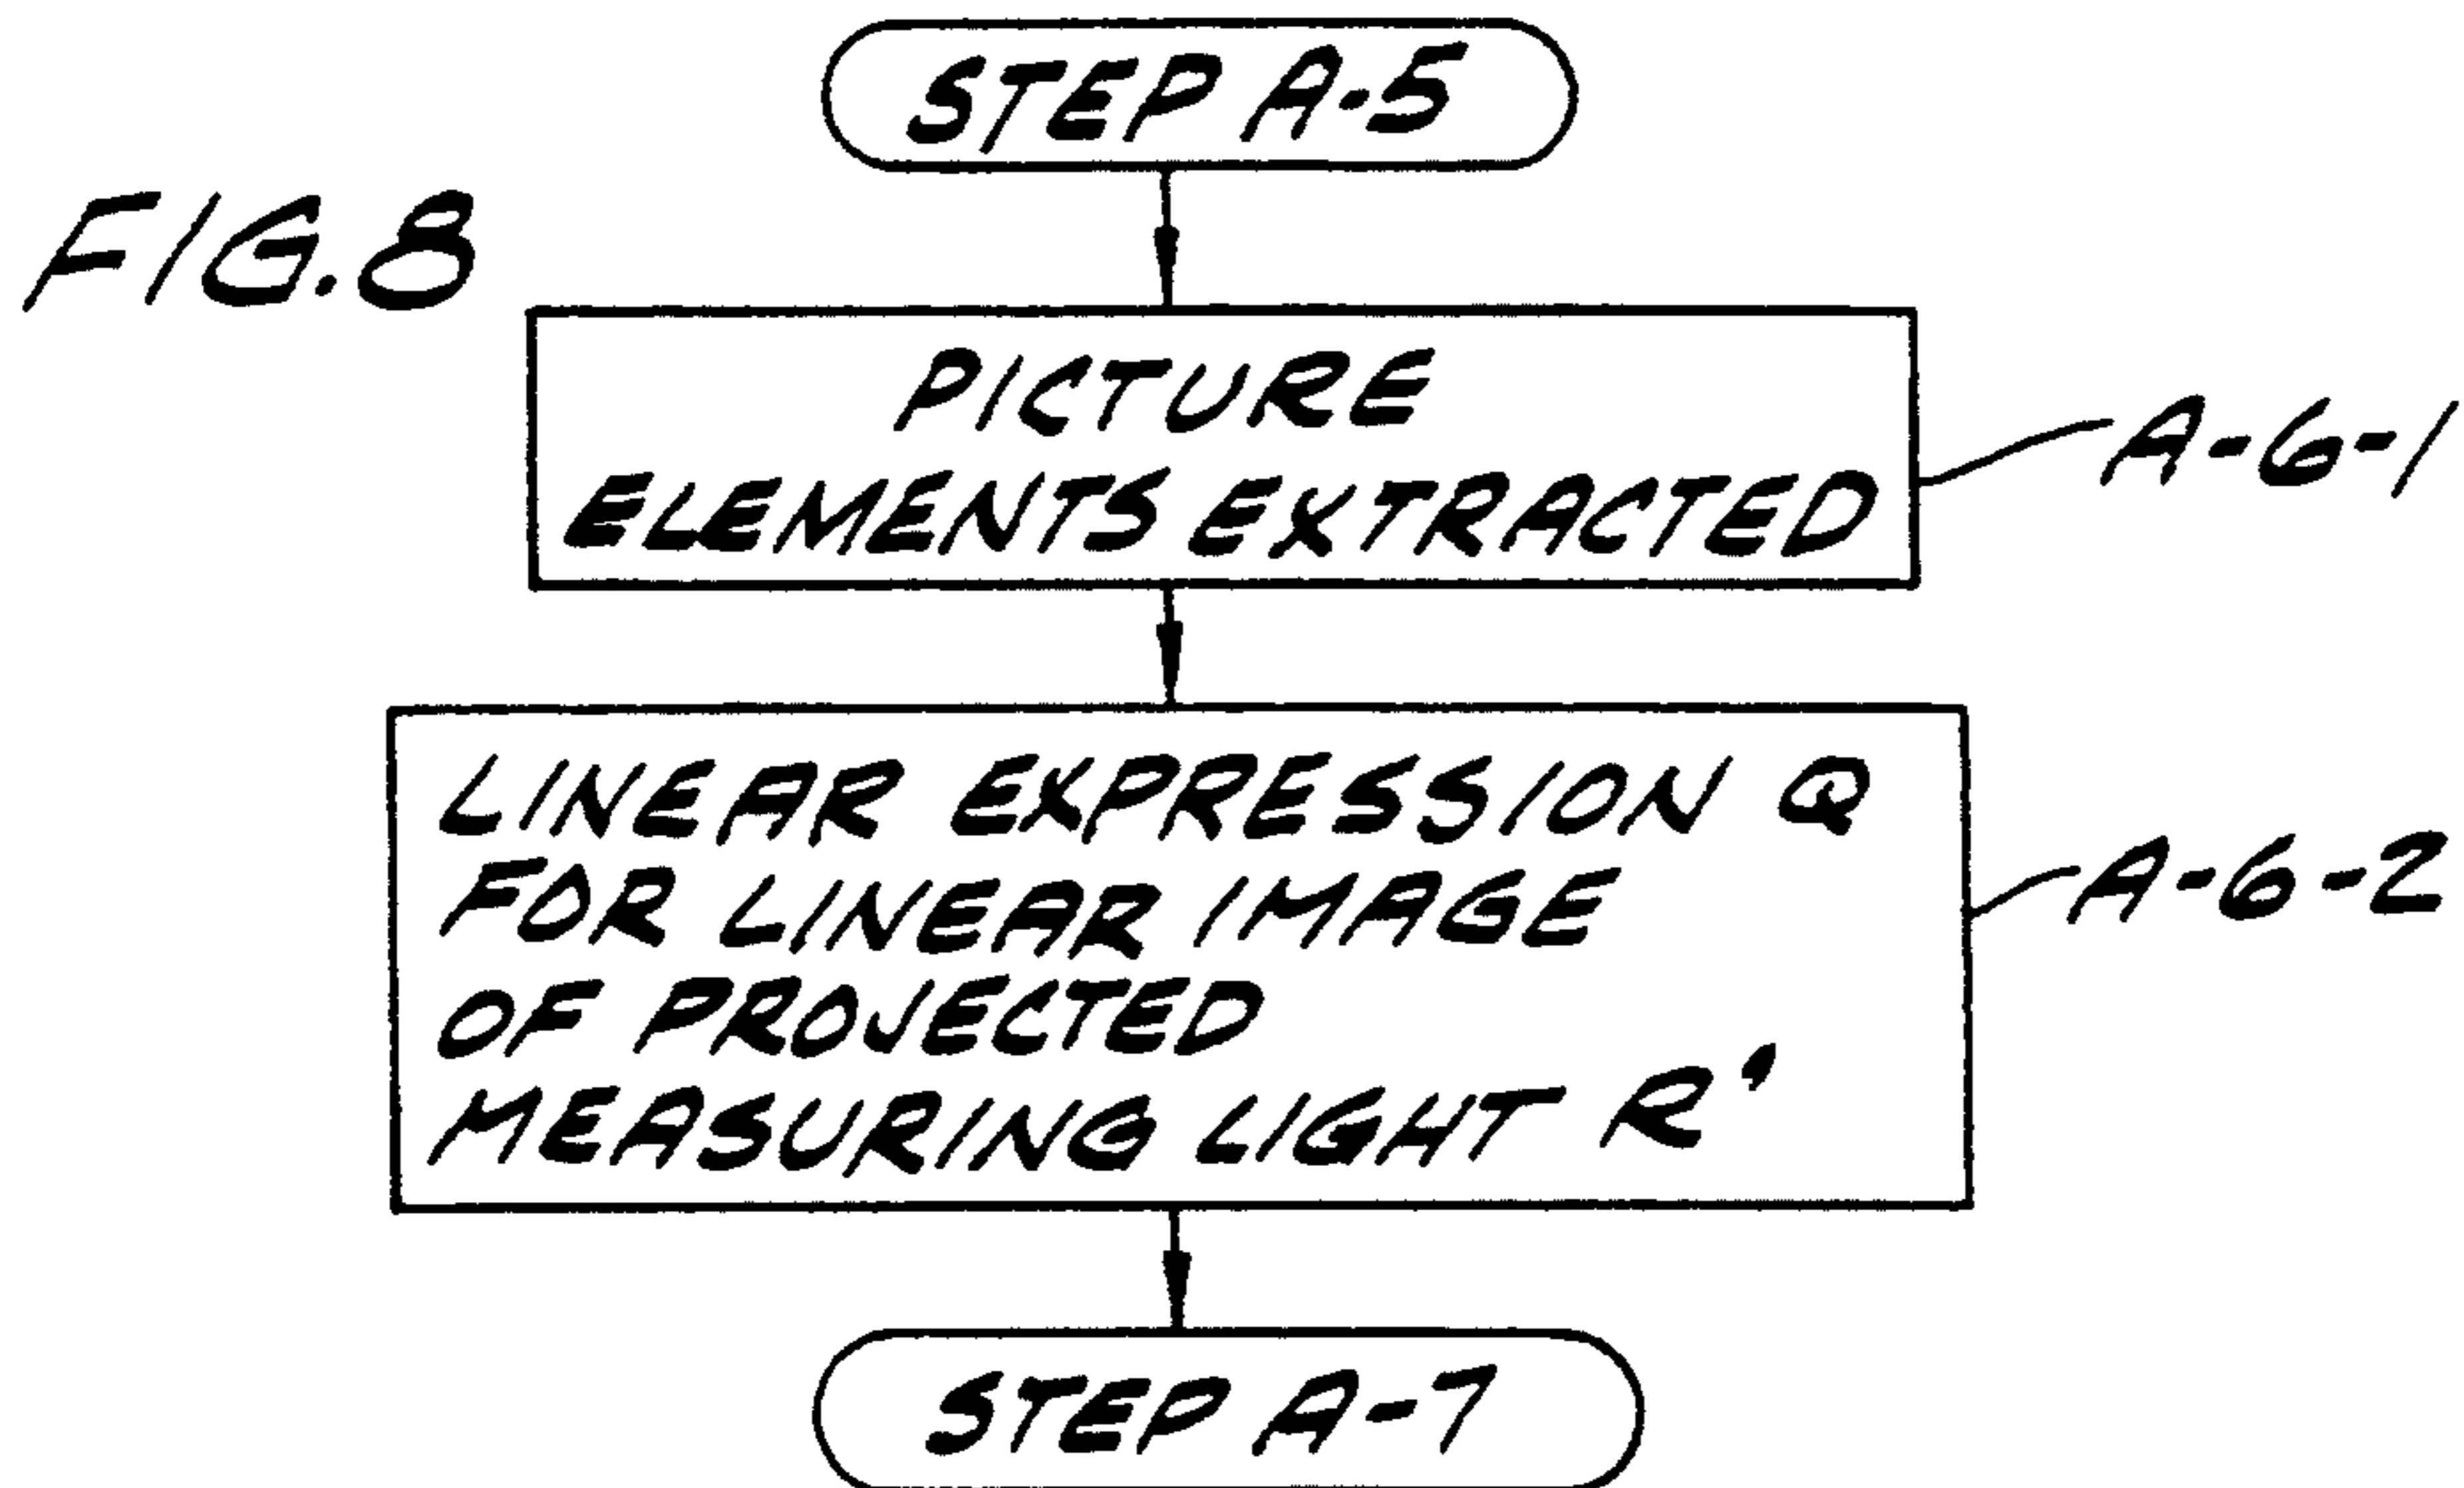 STEP A-5
FIG.8
PICTURE
ELEMENTS EXTRACTED
A-6-1
LINEAR EXPRESSION Q
FOR LINEAR IMAGE
OF PROJECTED
MEASURING LIGHT R'
A-6-2
STEP A-7